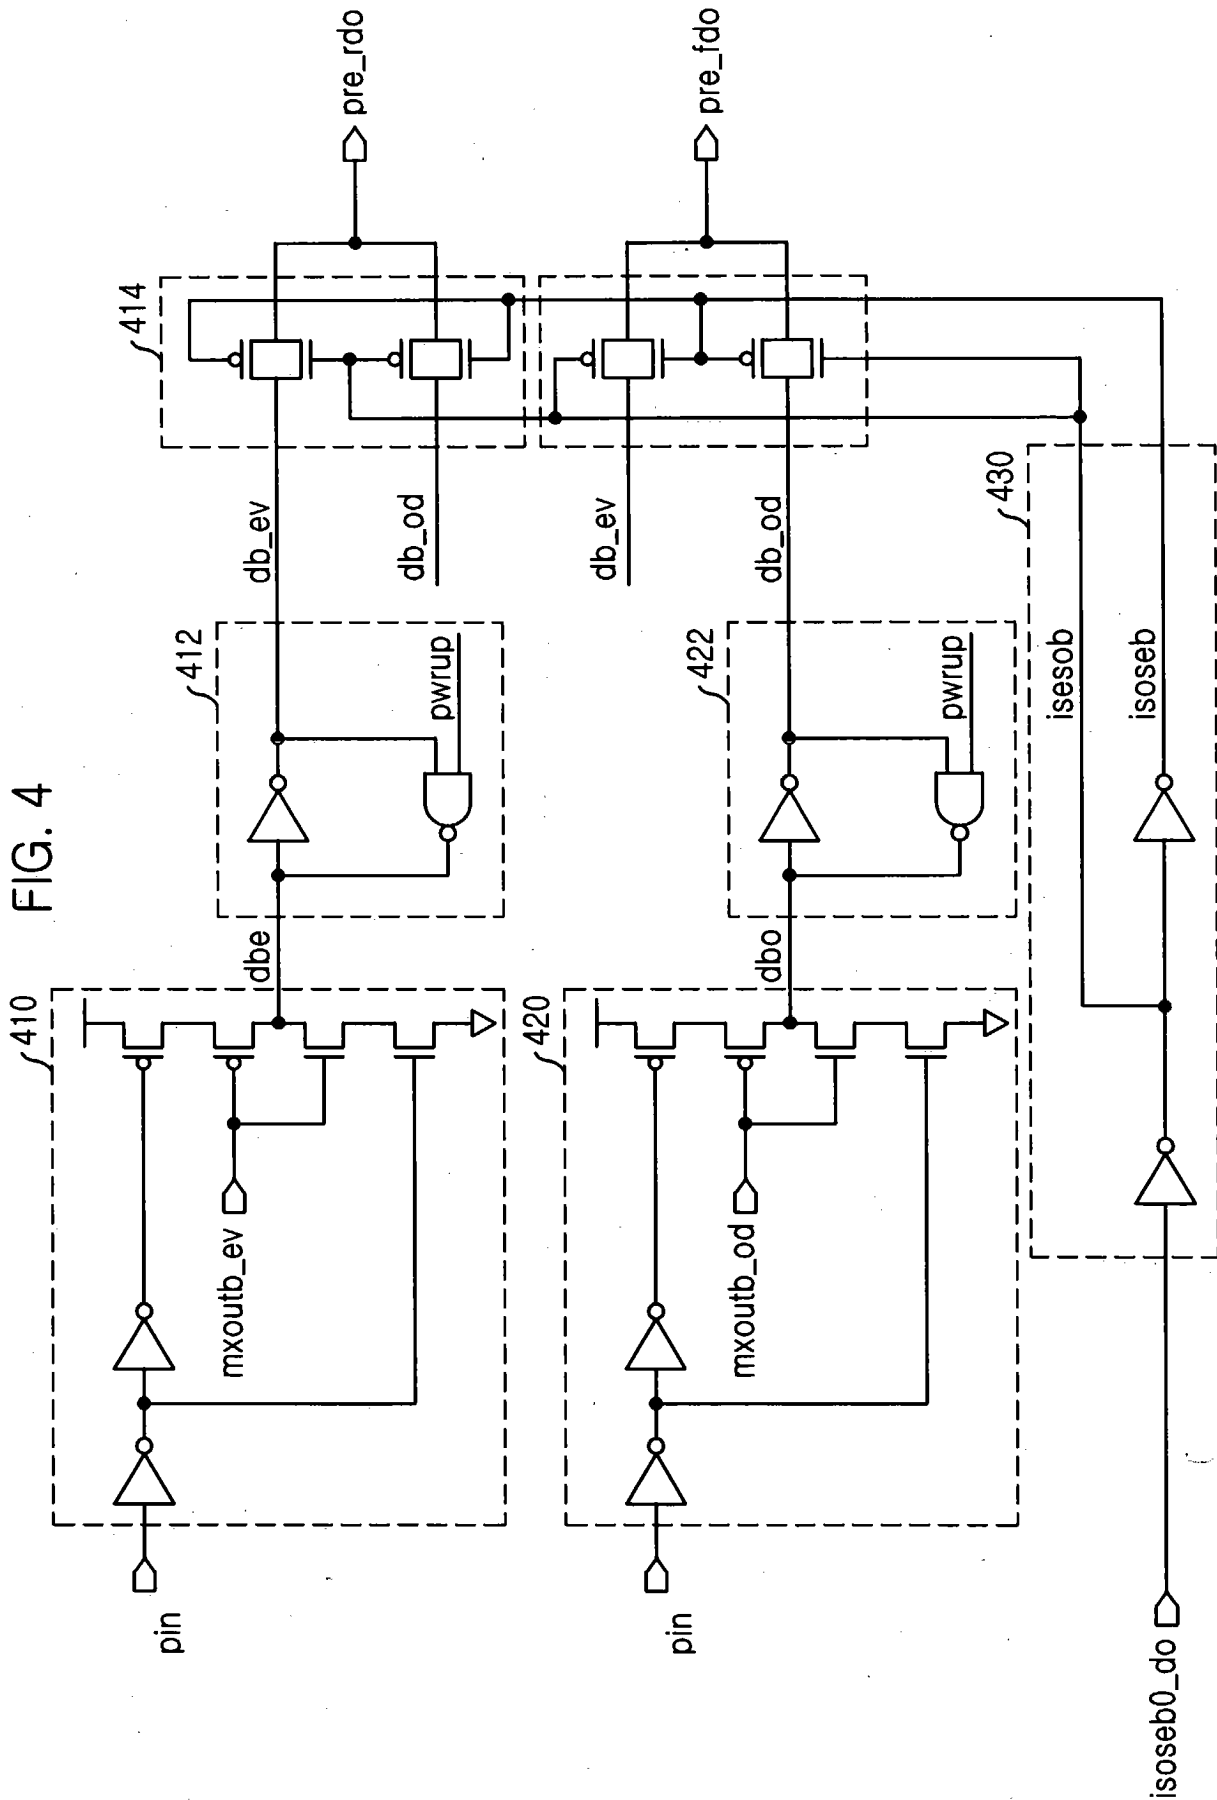 FIG. 4
410
pin
mxoutb_ev
dbe
412
pwrup
db_ev
db_od
414
pre_rdo
420
pin
mxoutb_od
dbo
422
pwrup
db_ev
db_od
pre_fdo
430
isesob
isoseb
isoseb0_do